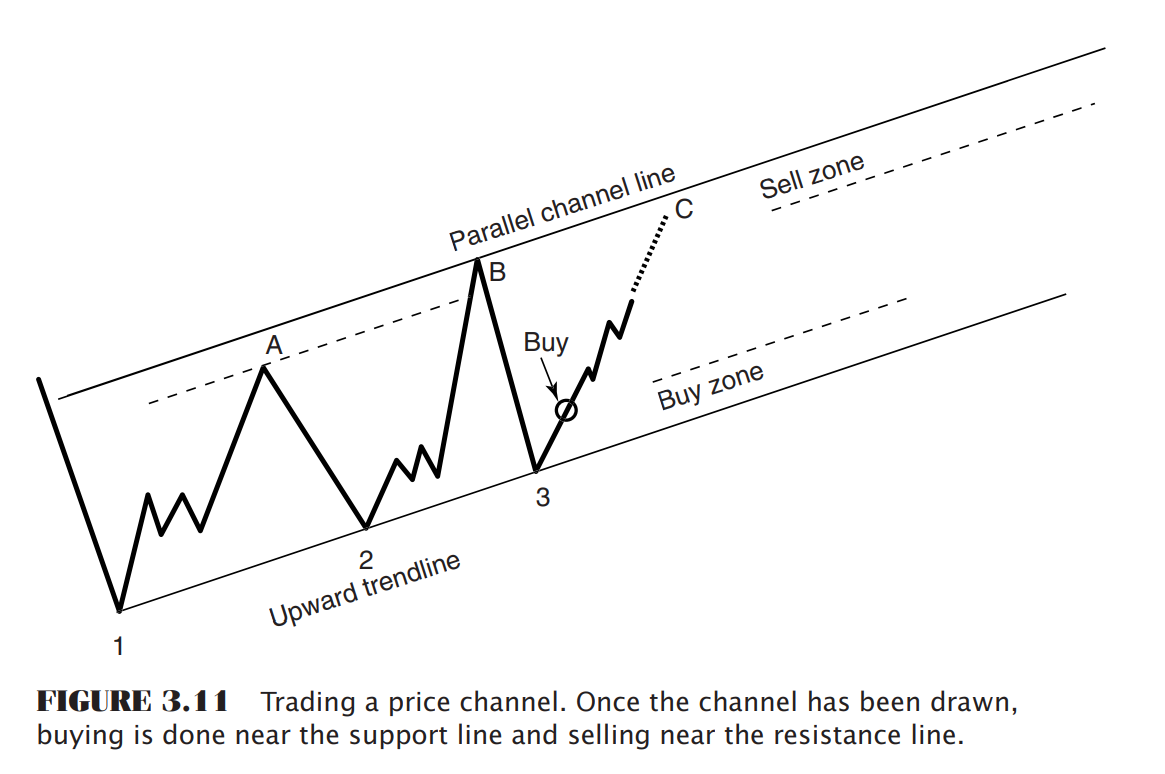 Parallel channel line
Sell zone
C
B
A
Buy
Buy zone
3
2
Upward trendline
1
FIGURE 3.11 Trading a price channel. Once the channel has been drawn,
buying is done near the support line and selling near the resistance line.